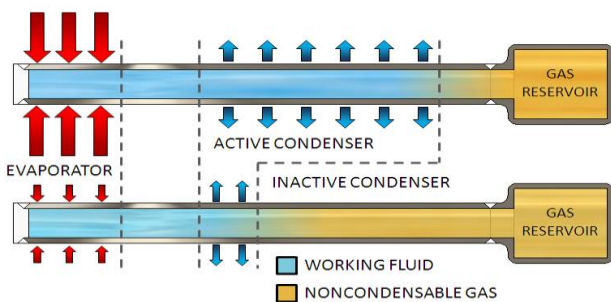 GAS
RESERVOIR
ACTIVE CONDENSER
EVAPORATOR
INACTIVE CONDENSER
GAS
RESERVOIR
WORKING FLUID
NONCONDENSABLE GAS